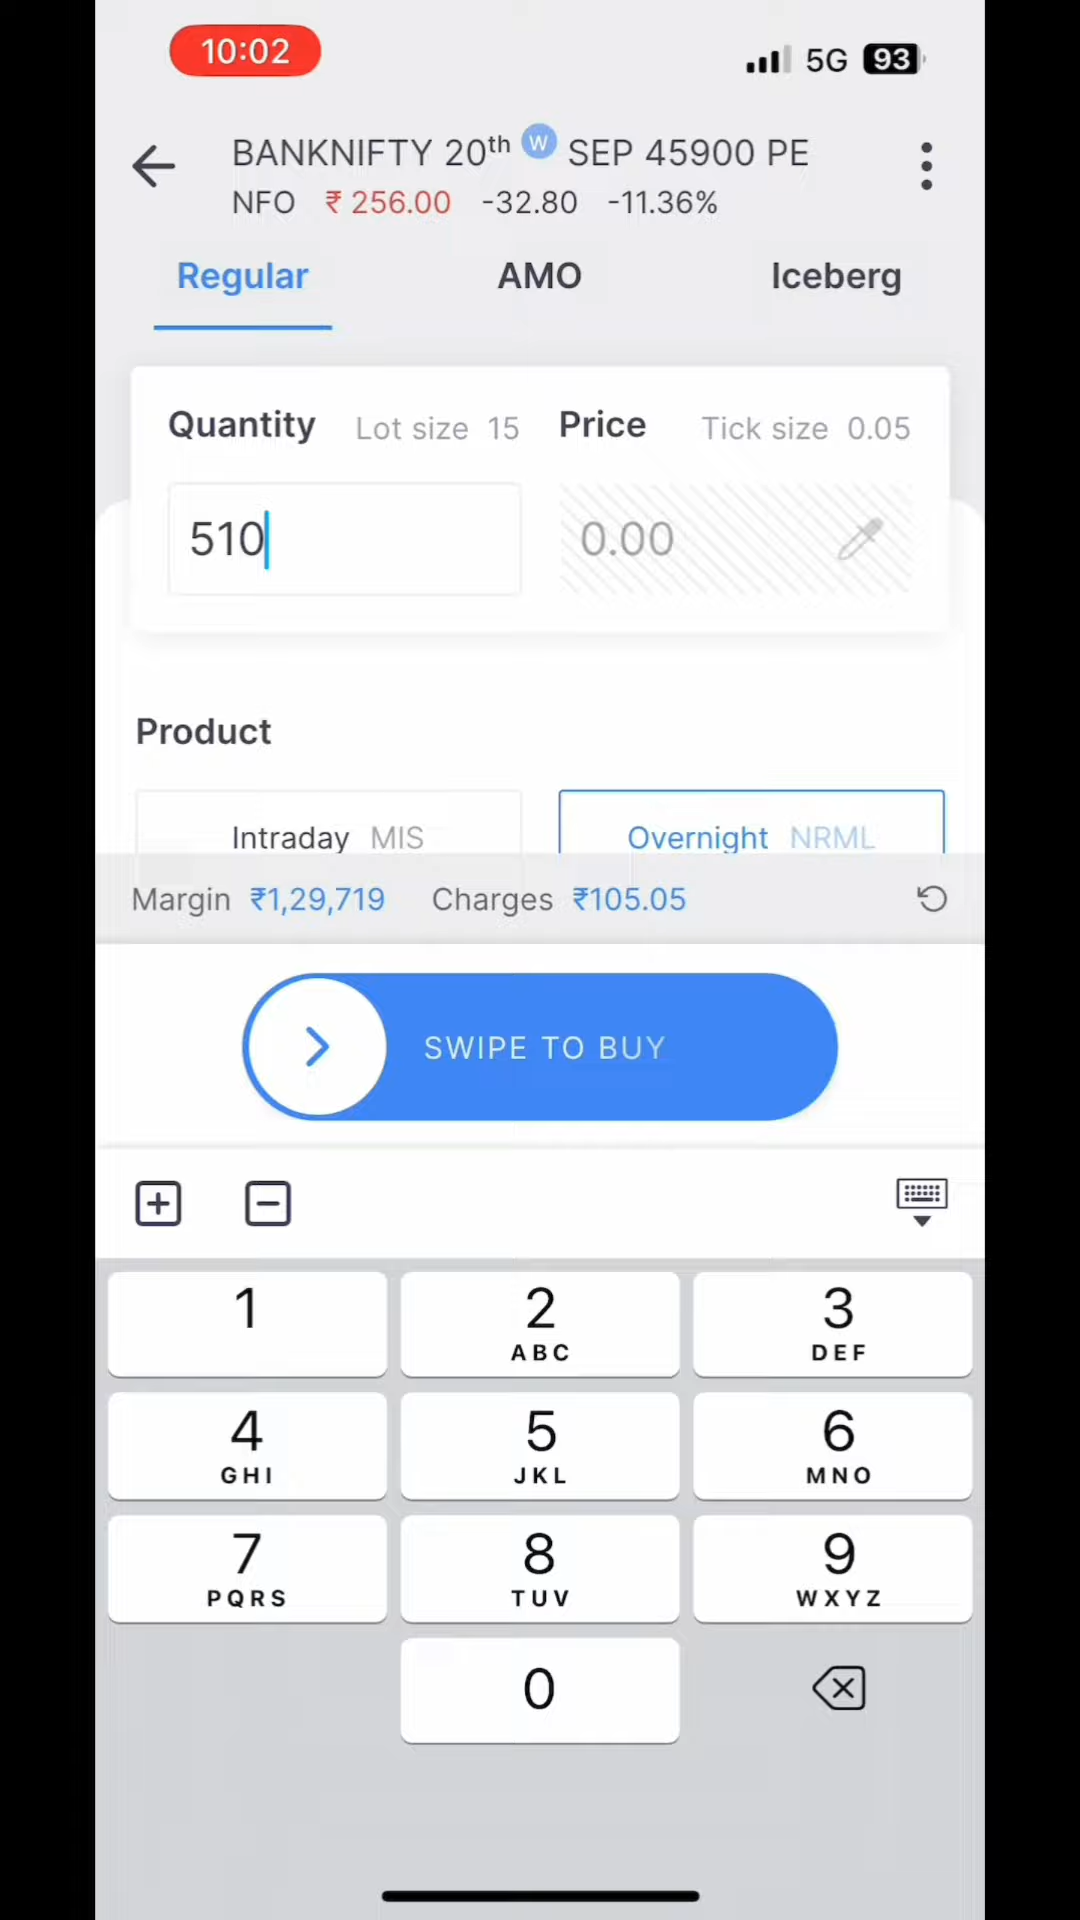 10:02 5G 93
BANKNIFTY 20th W SEP 45900 PE
NFO ₹ 256.00 -32.80 -11.36%
Regular AMO Iceberg
Quantity Lot size 15 Price Tick size 0.05
510 0.00
Product
Intraday MIS Overnight NRML
Margin ₹1,29,719 Charges ₹105.05
SWIPE TO BUY
1 2 3
ABC DEF
4 5 6
GHI JKL MNO
7 8 9
PQRS TUV WXYZ
0